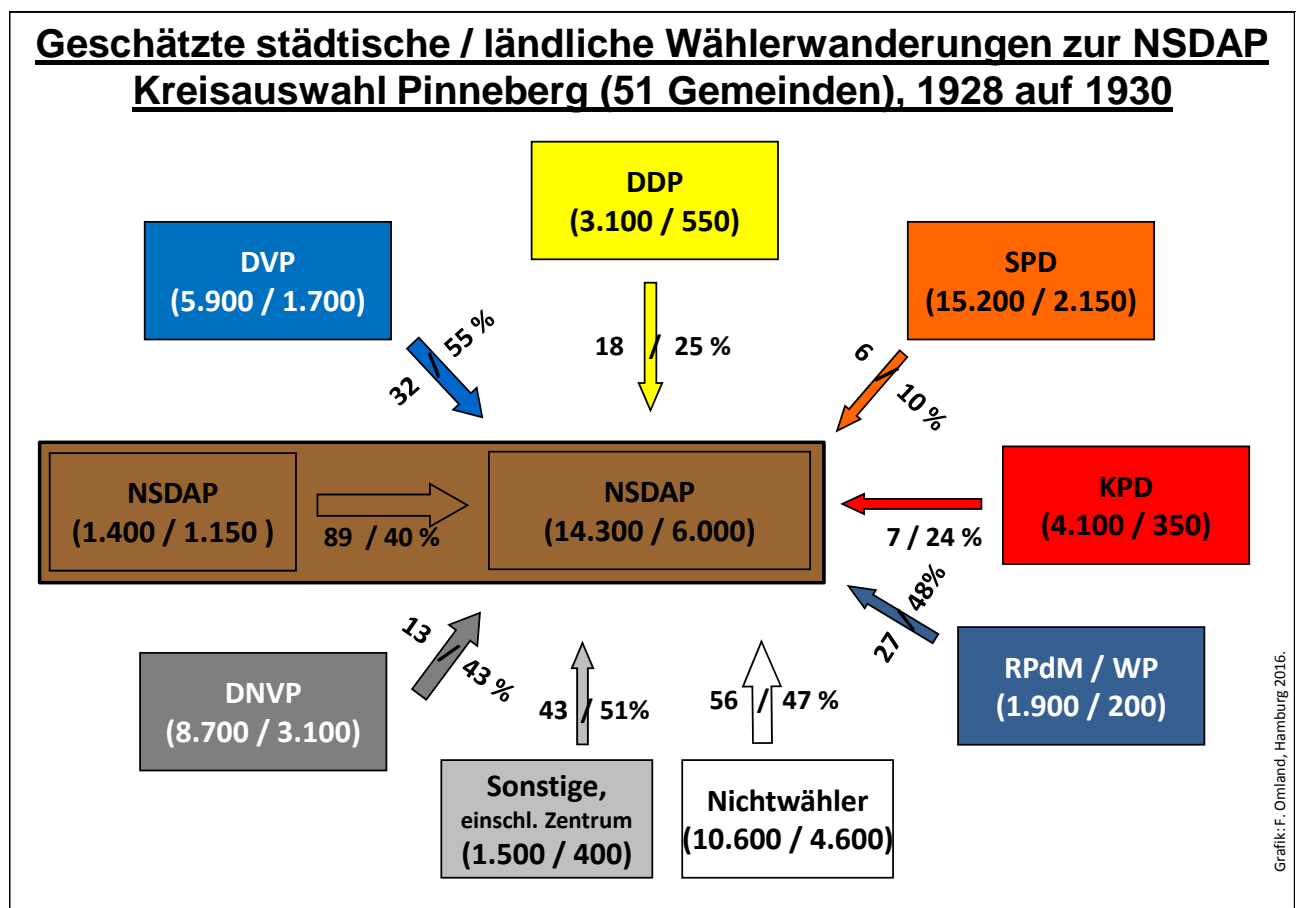 Geschätzte städtische / ländliche Wählerwanderungen zur NSDAP
Kreisauswahl Pinneberg (51 Gemeinden), 1928 auf 1930
DDP
(3.100 / 550)
DVP
(5.900 / 1.700)
SPD
(15.200 / 2.150)
32 / 55 %
18 / 25 %
6 / 10 %
NSDAP
(1.400 / 1.150 )
89 / 40 %
NSDAP
(14.300 / 6.000)
KPD
(4.100 / 350)
7 / 24 %
13 / 43 %
43 / 51%
56 / 47 %
27 / 48%
DNVP
(8.700 / 3.100)
RPdM / WP
(1.900 / 200)
Sonstige,
einschl. Zentrum
(1.500 / 400)
Nichtwähler
(10.600 / 4.600)
Grafik: F. Omland, Hamburg 2016.